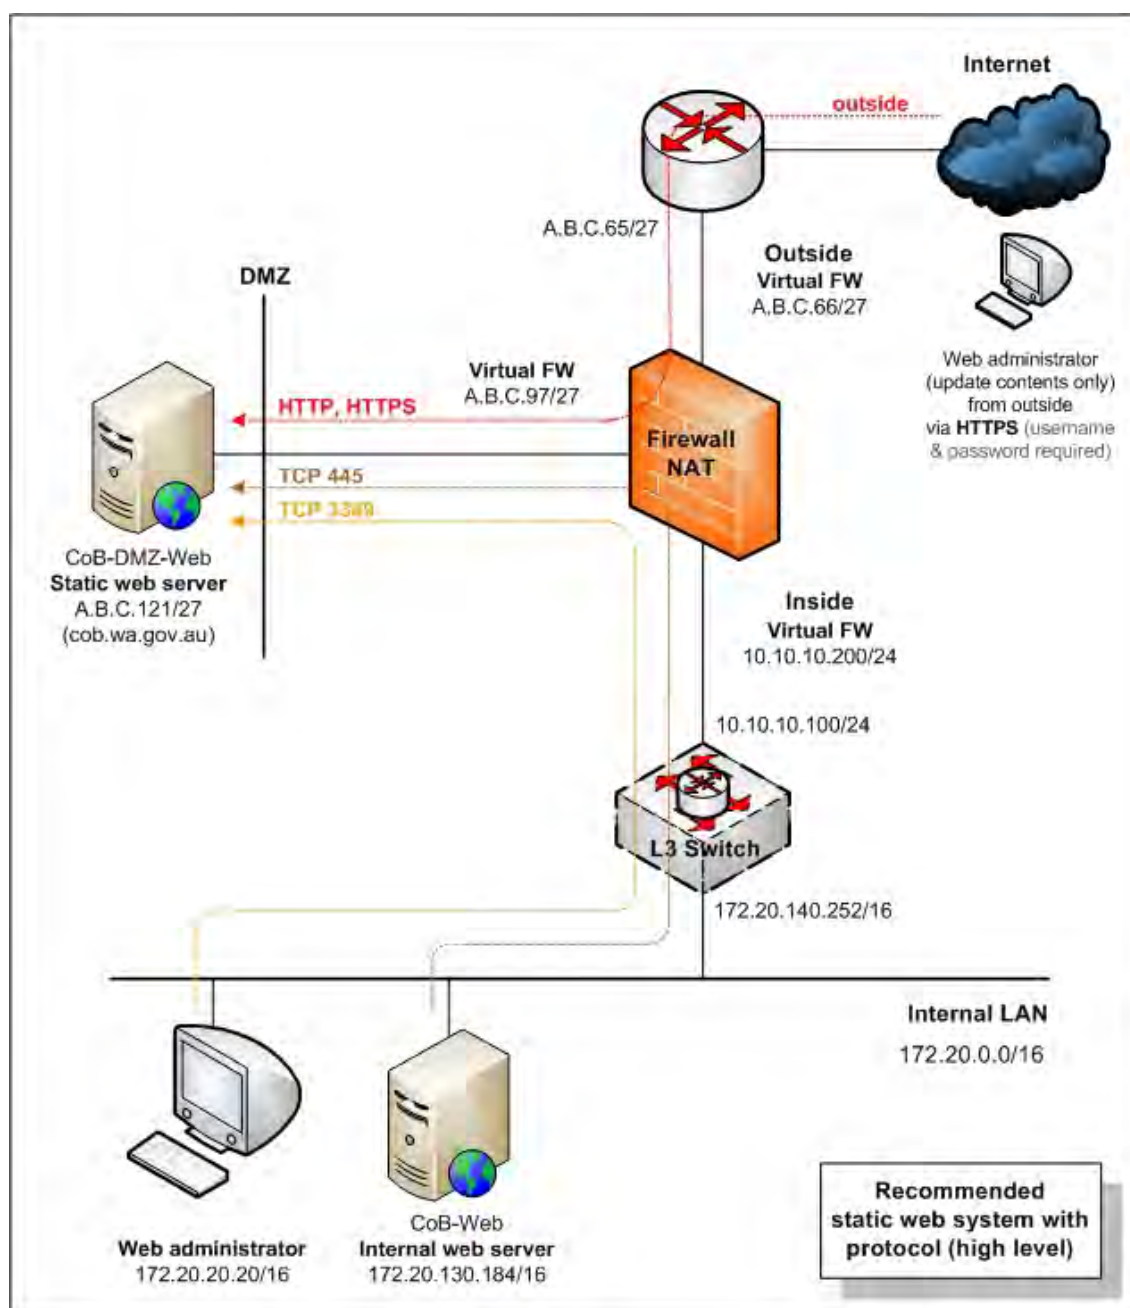 Internet
outside
A.B.C.65/27
Outside
Virtual FW
A.B.C.66/27
DMZ
Web administrator
(update contents only)
from outside
via HTTPS (username
& password required)
Virtual FW
A.B.C.97/27
HTTP, HTTPS
Firewall
NAT
TCP 445
TCP 3389
CoB-DMZ-Web
Static web server
A.B.C.121/27
(cob.wa.gov.au)
Inside
Virtual FW
10.10.10.200/24
10.10.10.100/24
L3 Switch
172.20.140.252/16
Internal LAN
172.20.0.0/16
Web administrator
172.20.20.20/16
CoB-Web
Internal web server
172.20.130.184/16
Recommended
static web system with
protocol (high level)